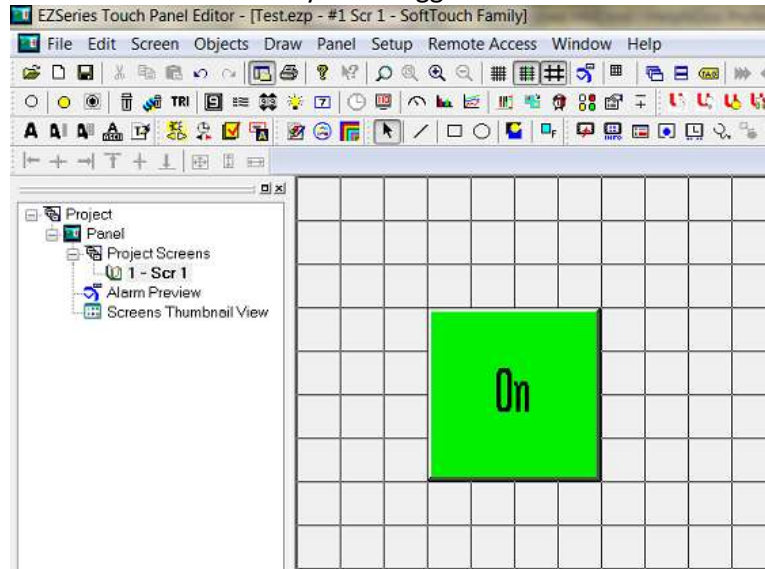 EZSeries Touch Panel Editor - [Test.ezp - #1 Scr 1 - SoftTouch Family]
File Edit Screen Objects Draw Panel Setup Remote Access Window Help
TRI
A A A
INFO
Project
Panel
Project Screens
1 - Scr 1
Alarm Preview
Screens Thumbnail View
On